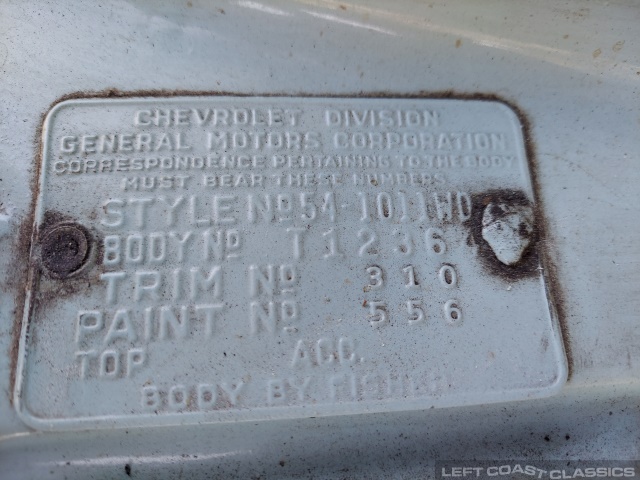 CHEVROLET DIVISION
GENERAL MOTORS CORPORATION
CORRESPONDENCE PERTAINING TO THE BODY
MUST BEAR THESE NUMBERS
STYLE NO 54-1011WD
BODY NO T 1236
TRIM NO 310
PAINT NO 556
TOP ACC.
BODY BY FISHER
LEFT COAST CLASSICS